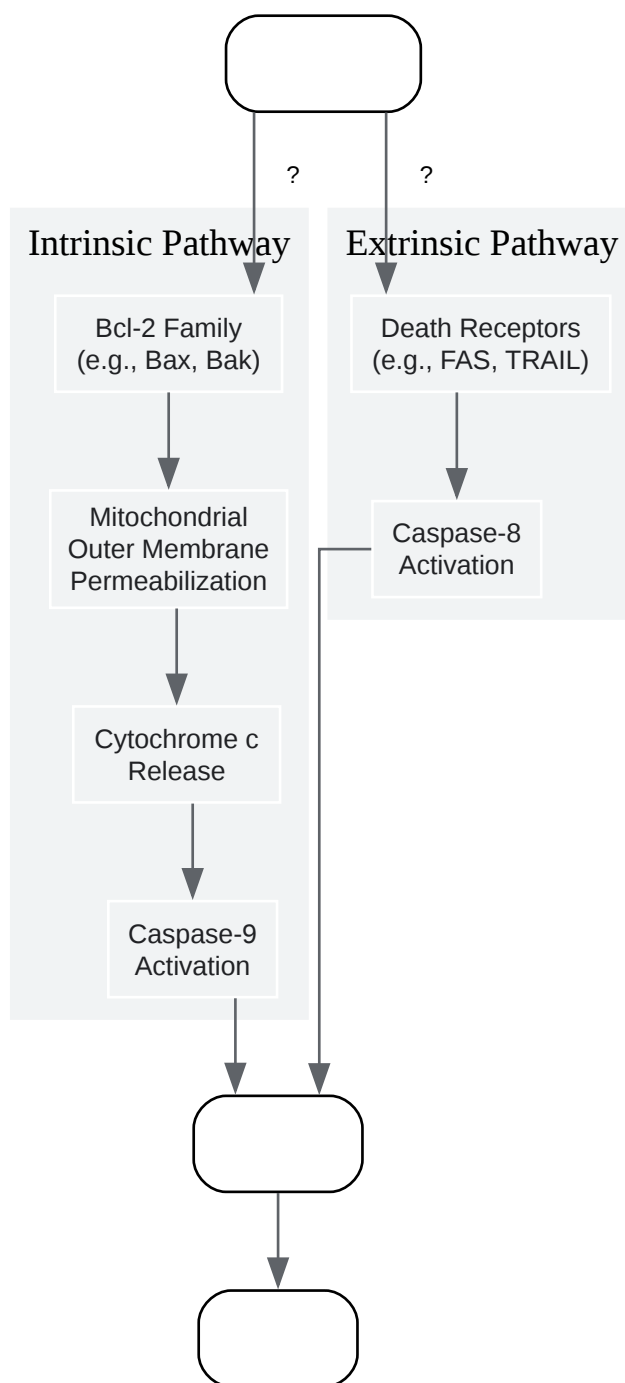 ?
?
Intrinsic Pathway
Extrinsic Pathway
Bcl-2 Family
(e.g., Bax, Bak)
Death Receptors
(e.g., FAS, TRAIL)
Mitochondrial
Outer Membrane
Permeabilization
Caspase-8
Activation
Cytochrome c
Release
Caspase-9
Activation